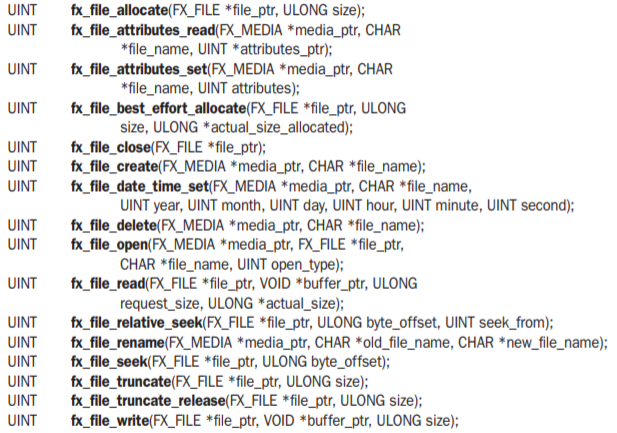 UINT fx_file_allocate(FX_FILE *file_ptr, ULONG size);
UINT fx_file_attributes_read(FX_MEDIA *media_ptr, CHAR
*file_name, UINT *attributes_ptr);
UINT fx_file_attributes_set(FX_MEDIA *media_ptr, CHAR
*file_name, UINT attributes);
UINT fx_file_best_effort_allocate(FX_FILE *file_ptr, ULONG
size, ULONG *actual_size_allocated);
UINT fx_file_close(FX_FILE *file_ptr);
UINT fx_file_create(FX_MEDIA *media_ptr, CHAR *file_name);
UINT fx_file_date_time_set(FX_MEDIA *media_ptr, CHAR *file_name,
UINT year, UINT month, UINT day, UINT hour, UINT minute, UINT second);
UINT fx_file_delete(FX_MEDIA *media_ptr, CHAR *file_name);
UINT fx_file_open(FX_MEDIA *media_ptr, FX_FILE *file_ptr,
CHAR *file_name, UINT open_type);
UINT fx_file_read(FX_FILE *file_ptr, VOID *buffer_ptr, ULONG
request_size, ULONG *actual_size);
UINT fx_file_relative_seek(FX_FILE *file_ptr, ULONG byte_offset, UINT seek_from);
UINT fx_file_rename(FX_MEDIA *media_ptr, CHAR *old_file_name, CHAR *new_file_name);
UINT fx_file_seek(FX_FILE *file_ptr, ULONG byte_offset);
UINT fx_file_truncate(FX_FILE *file_ptr, ULONG size);
UINT fx_file_truncate_release(FX_FILE *file_ptr, ULONG size);
UINT fx_file_write(FX_FILE *file_ptr, VOID *buffer_ptr, ULONG size);